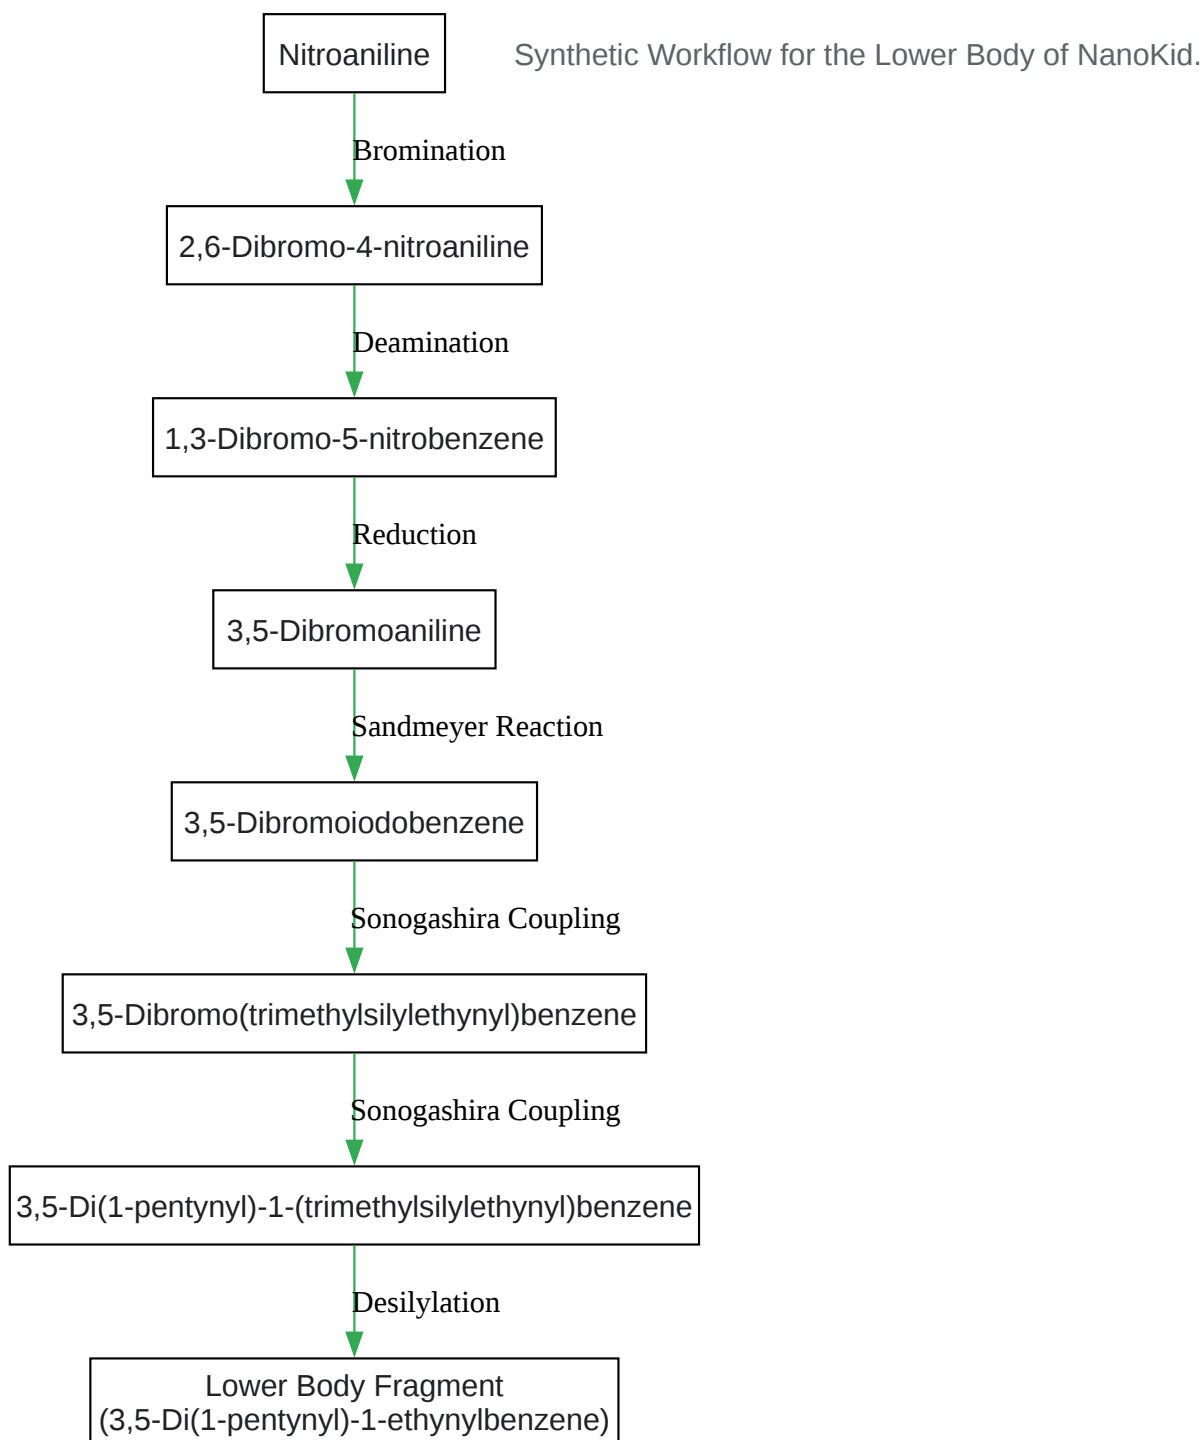 Nitroaniline
Synthetic Workflow for the Lower Body of NanoKid.
Bromination
2,6-Dibromo-4-nitroaniline
Deamination
1,3-Dibromo-5-nitrobenzene
Reduction
3,5-Dibromoaniline
Sandmeyer Reaction
3,5-Dibromoiodobenzene
Sonogashira Coupling
3,5-Dibromo(trimethylsilylethynyl)benzene
Sonogashira Coupling
3,5-Di(1-pentynyl)-1-(trimethylsilylethynyl)benzene
Desilylation
Lower Body Fragment
(3,5-Di(1-pentynyl)-1-ethynylbenzene)